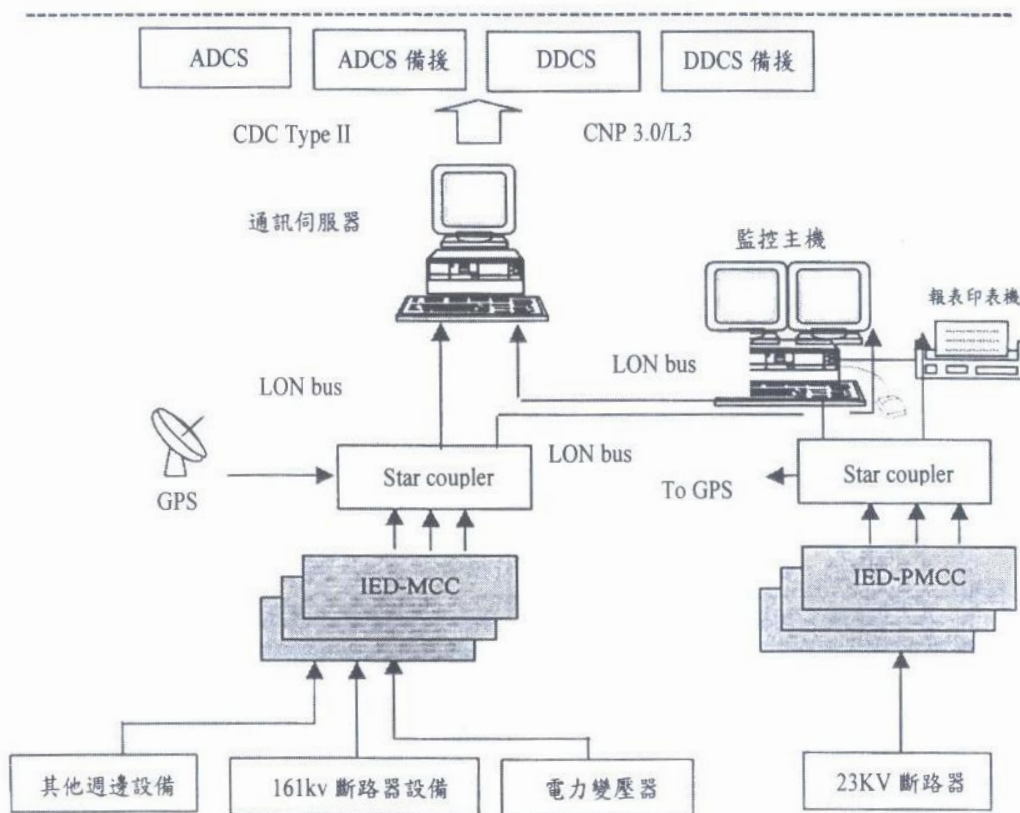 ADCS
ADCS 備援
DDCS
DDCS 備援
CDC Type II
CNP 3.0/L3
通訊伺服器
監控主機
報表印表機
LON bus
LON bus
LON bus
GPS
Star coupler
To GPS
Star coupler
IED-MCC
IED-PMCC
其他週邊設備
161kv 斷路器設備
電力變壓器
23KV 斷路器